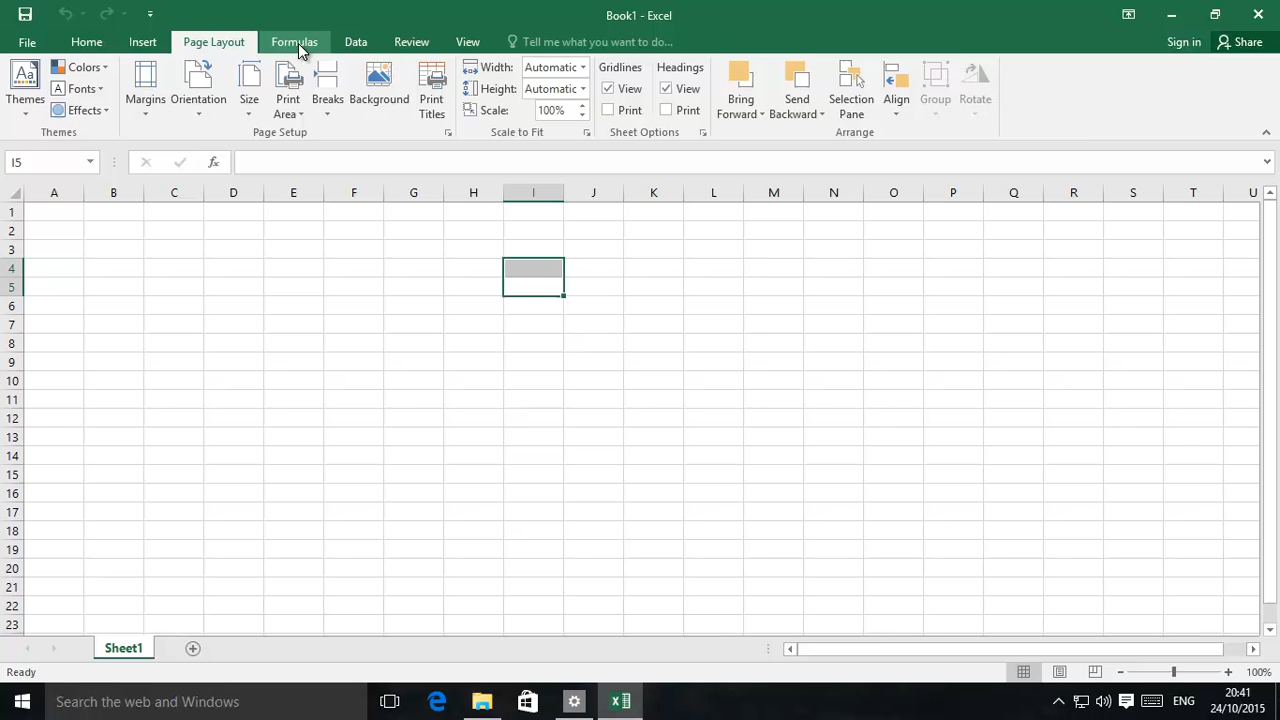 Book1 - Excel
File Home Insert Page Layout Formulas Data Review View Tell me what you want to do... Sign in Share
Themes
Colors
Fonts
Effects
Themes
Margins
Orientation
Size
Print Area
Breaks
Background
Print Titles
Page Setup
Width: Automatic
Height: Automatic
Scale: 100%
Scale to Fit
Gridlines
View
Print
Headings
View
Print
Sheet Options
Bring Forward
Send Backward
Selection Pane
Align
Group
Rotate
Arrange
I5
fx
A B C D E F G H I J K L M N O P Q R S T U
1
2
3
4
5
6
7
8
9
10
11
12
13
14
15
16
17
18
19
20
21
22
23
Sheet1
Ready
100%
Search the web and Windows
ENG
20:41
24/10/2015